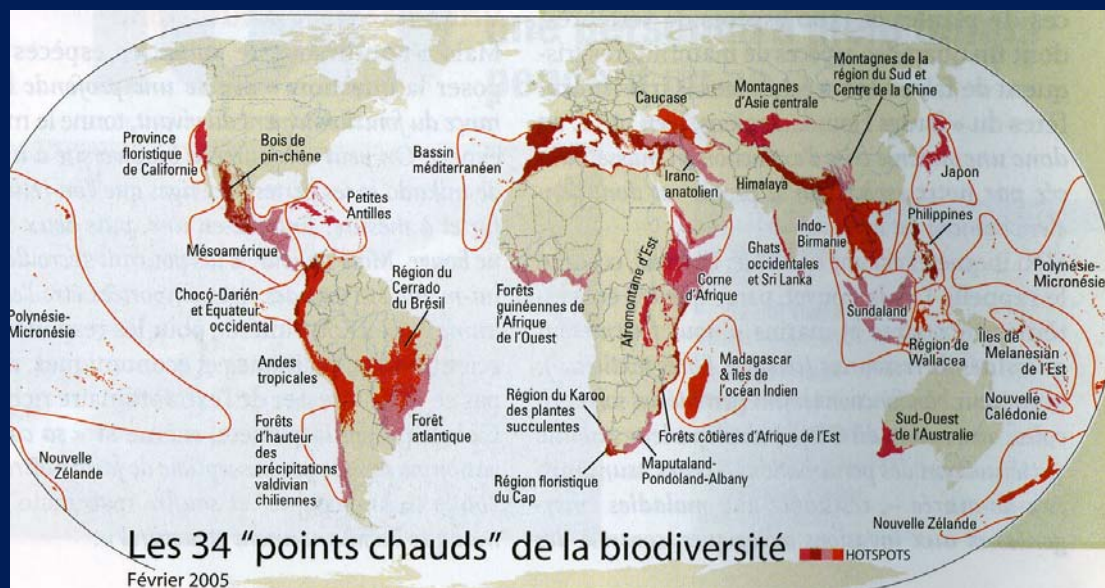 Province
floristique
de Californie
Bois de
pin-chêne
Petites
Antilles
Mésoamérique
Chocó-Darién
et Equateur
occidental
Polynésie-
Micronésie
Région du
Cerrado
du Brésil
Andes
tropicales
Forêt
atlantique
Forêts
d'hauteur
des
précipitations
valdivian
chiliennes
Nouvelle
Zélande
Bassin
méditerranéen
Caucase
Irano-
anatolien
Montagnes
d'Asie centrale
Montagnes de la
région du Sud et
Centre de la Chine
Himalaya
Japon
Indo-
Birmanie
Philippines
Ghats
occidentales
et Sri Lanka
Polynésie-
Micronésie
Forêts
guinéennes de
l'Afrique
de l'Ouest
Afromontane d'Est
Corne
d'Afrique
Sundaland
Région de
Wallacea
Îles de
Melanesian
de l'Est
Nouvelle
Calédonie
Madagascar
& îles de
l'océan Indien
Région du Karoo
des plantes
succulentes
Forêts côtières d'Afrique de l'Est
Maputaland-
Pondoland-Albany
Région floristique
du Cap
Sud-Ouest
de l'Australie
Nouvelle Zélande
Les 34 "points chauds" de la biodiversité
HOTSPOTS
Février 2005